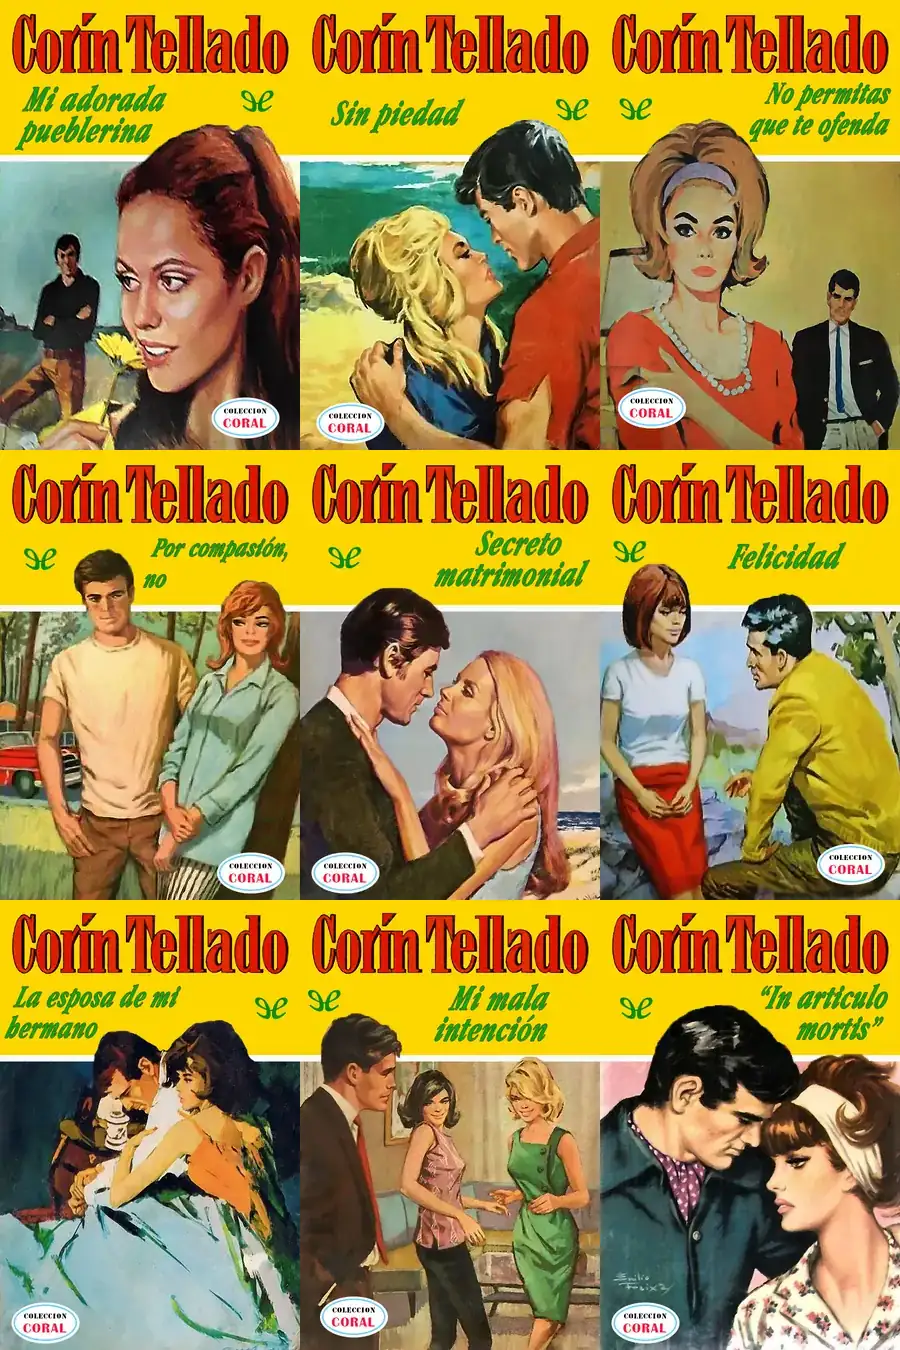 Corín Tellado
Mi adorada
pueblerina
COLECCION
CORAL
Corín Tellado
Sin piedad
COLECCION
CORAL
Corín Tellado
No permitas
que te ofenda
COLECCION
CORAL
Corín Tellado
Por compasión,
no
COLECCION
CORAL
Corín Tellado
Secreto
matrimonial
COLECCION
CORAL
Corín Tellado
Felicidad
COLECCION
CORAL
Corín Tellado
La esposa de mi
hermano
COLECCION
CORAL
Corín Tellado
Mi mala
intención
COLECCION
CORAL
Corín Tellado
“In articulo
mortis”
COLECCION
CORAL